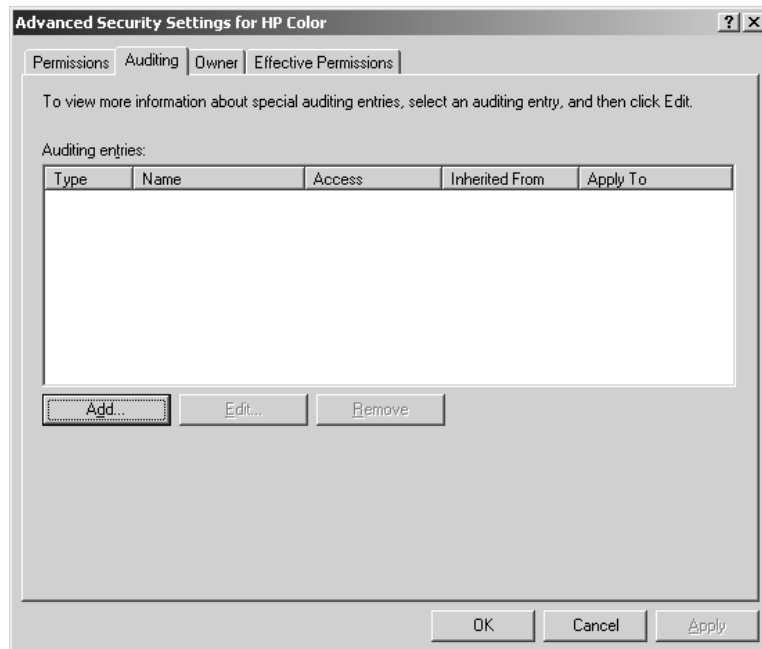 Advanced Security Settings for HP Color
Permissions Auditing Owner Effective Permissions
To view more information about special auditing entries, select an auditing entry, and then click Edit.
Auditing entries:
Type Name Access Inherited From Apply To
Add... Edit... Remove
OK Cancel Apply